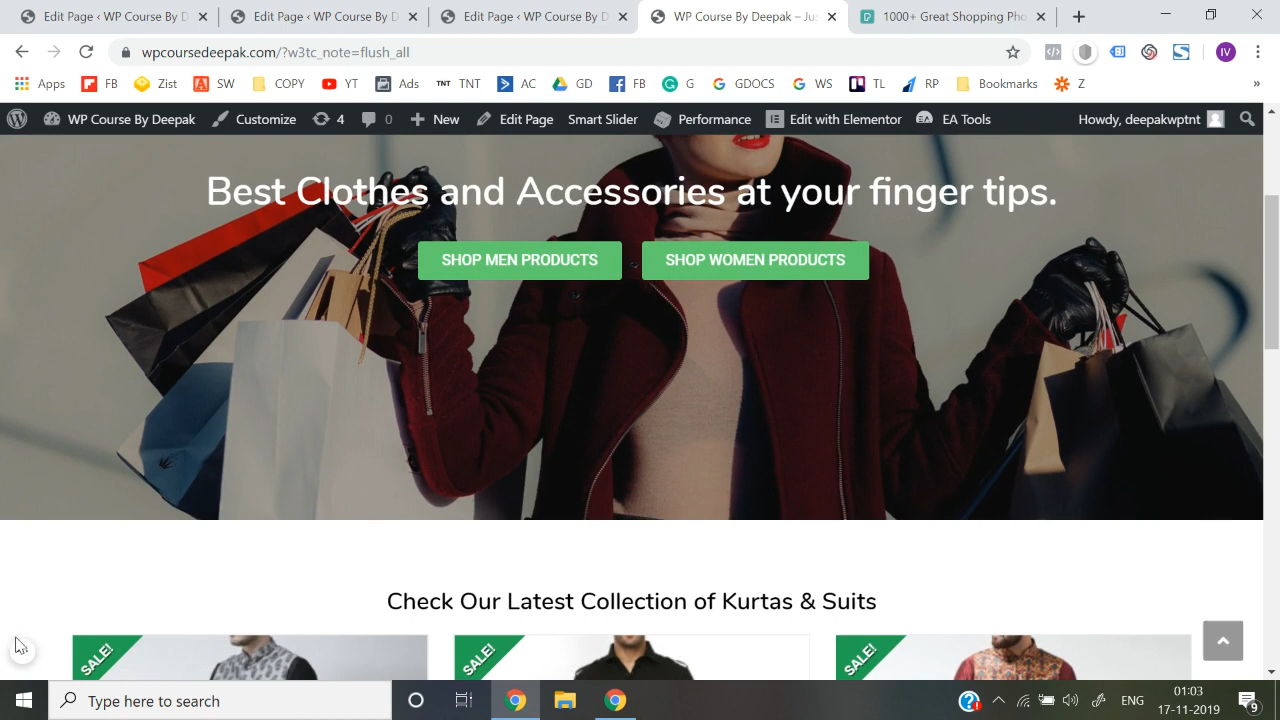 Edit Page ‹ WP Course By D
Edit Page ‹ WP Course By D
Edit Page ‹ WP Course By D
WP Course By Deepak – Jus
1000+ Great Shopping Pho
wpcoursedeepak.com/?w3tc_note=flush_all
IV
Apps FB Zist SW COPY YT Ads TNT TNT AC GD FB G GDOCS WS TL RP Bookmarks Z »
WP Course By Deepak Customize 4 0 New Edit Page Smart Slider Performance Edit with Elementor EA Tools Howdy, deepakwptnt
Best Clothes and Accessories at your finger tips.
SHOP MEN PRODUCTS SHOP WOMEN PRODUCTS
Check Our Latest Collection of Kurtas & Suits
SALE! SALE! SALE!
Type here to search
ENG
01:03
17-11-2019
9